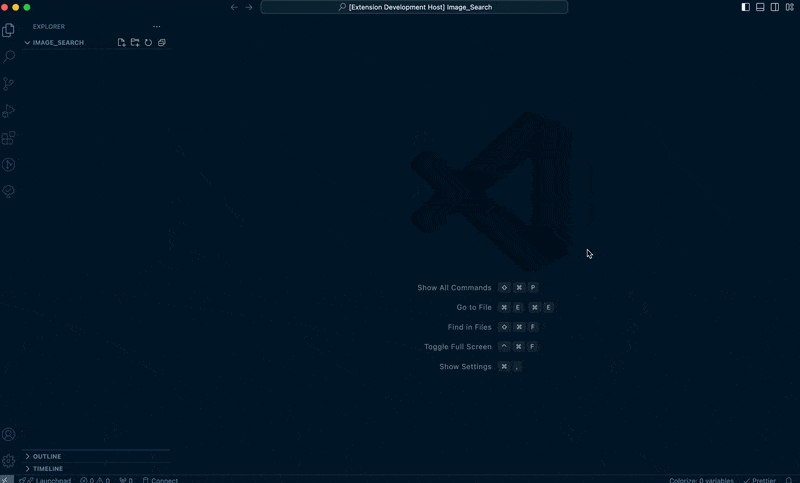 [Extension Development Host] Image_Search
EXPLORER
IMAGE_SEARCH
Show All Commands ⇧ ⌘ P
Go to File ⌘ E ⌘ E
Find in Files ⇧ ⌘ F
Toggle Full Screen ^ ⌘ F
Show Settings ⌘ ,
OUTLINE
TIMELINE
Launchpad 0 0 0 Connect Colorize: 0 variables Prettier